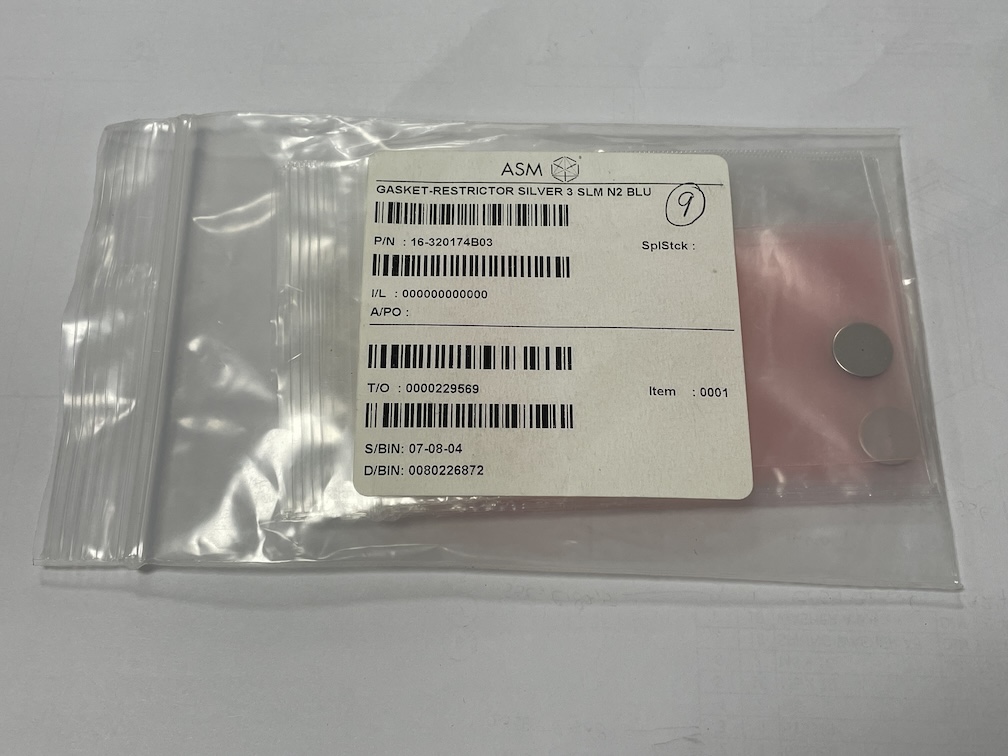 ASM
GASKET-RESTRICTOR SILVER 3 SLM N2 BLU
9
P/N : 16-320174B03
SplStck :
I/L : 000000000000
A/PO :
T/O : 0000229569
Item : 0001
S/BIN: 07-08-04
D/BIN: 0080226872